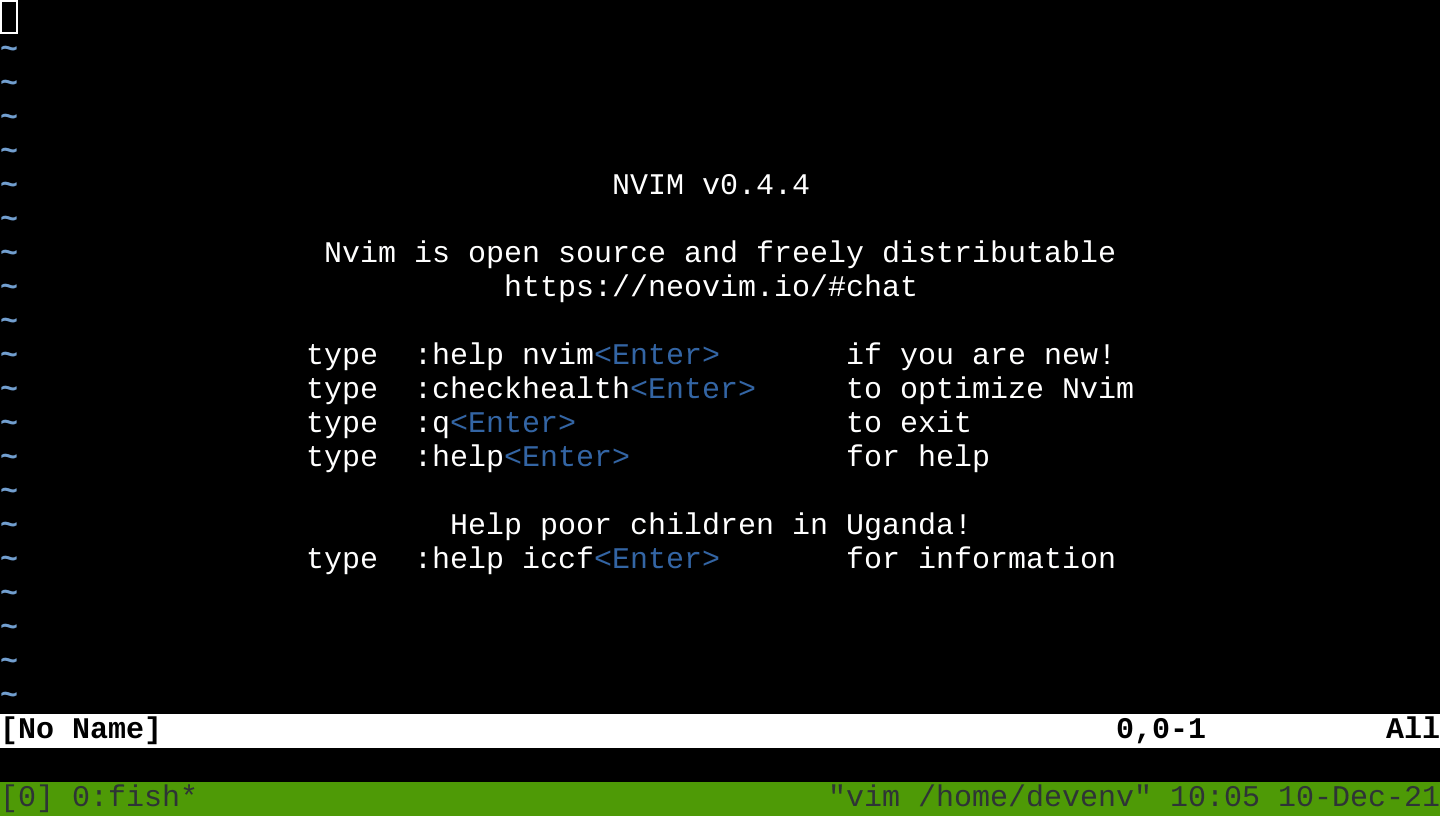 ~
~
~
~
~ NVIM v0.4.4
~
~ Nvim is open source and freely distributable
~ https://neovim.io/#chat
~
~ type  :help nvim<Enter>       if you are new!
~ type  :checkhealth<Enter>     to optimize Nvim
~ type  :q<Enter>               to exit
~ type  :help<Enter>            for help
~
~ Help poor children in Uganda!
~ type  :help iccf<Enter>       for information
~
~
~
~
[No Name] 0,0-1 All
[0] 0:fish* "vim /home/devenv" 10:05 10-Dec-21